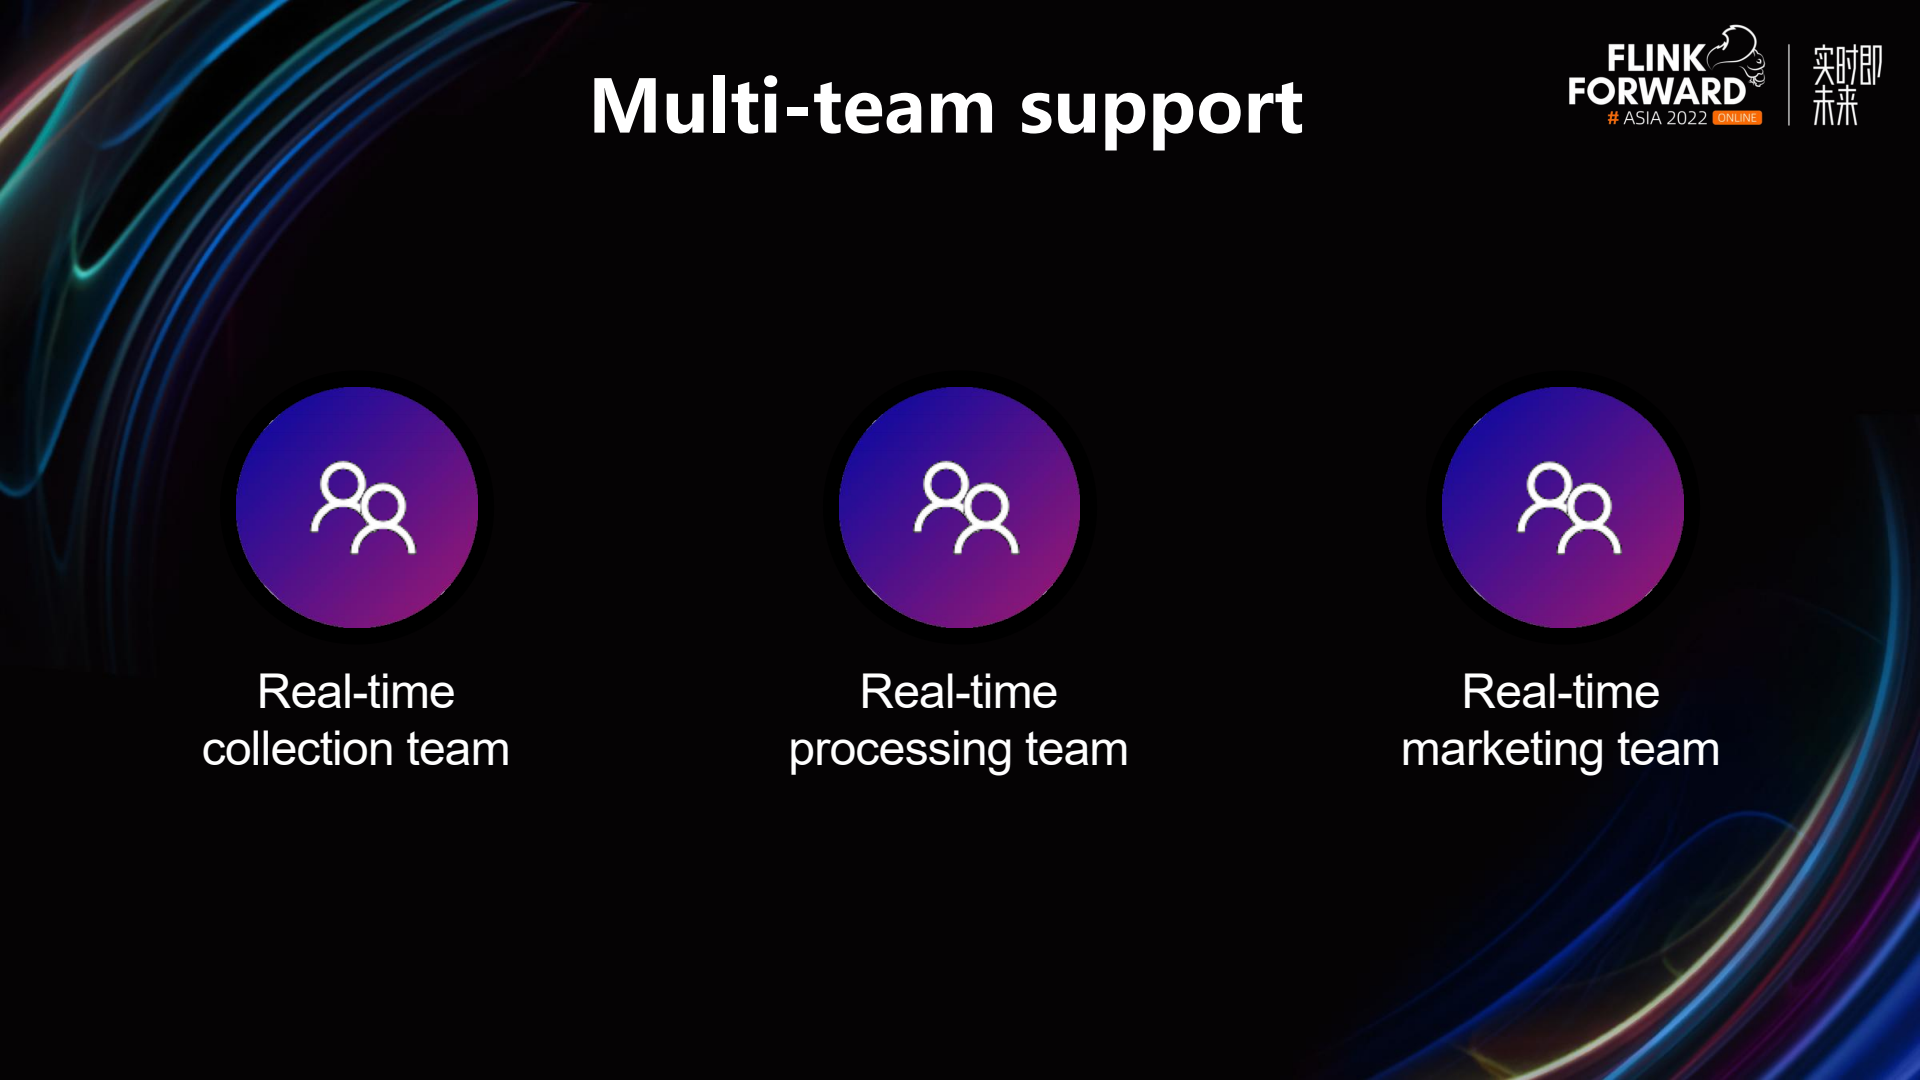 Multi-team support
FLINK
FORWARD
# ASIA 2022 ONLINE
实时即
未来
Real-time
collection team
Real-time
processing team
Real-time
marketing team